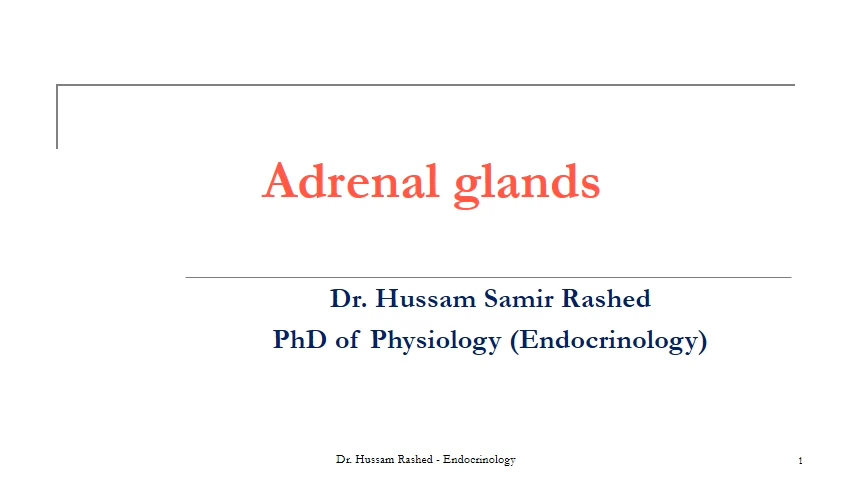 Adrenal glands
Dr. Hussam Samir Rashed
PhD of Physiology (Endocrinology)
Dr. Hussam Rashed - Endocrinology
1